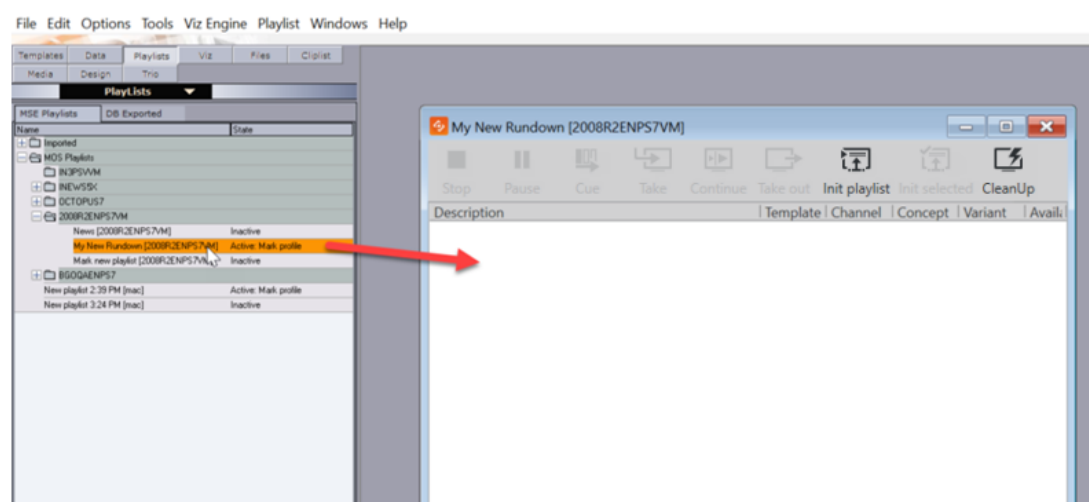 File Edit Options Tools Viz Engine Playlist Windows Help
Templates Data Playlists Viz Files Cliplist
Media Design Trio
PlayLists
MSE Playlists DB Exported
Name State
Imported
MOS Playlists
IN3PSVVM
INEWS5K
OCTOPUS7
2008R2ENPS7VM
News [2008R2ENPS7VM] Inactive
My New Rundown [2008R2ENPS7VM] Active: Mark profile
Mark new playlist [2008R2ENPS7VM] Inactive
BGOQAENPS7
New playlist 2:39 PM [mac] Active: Mark profile
New playlist 3:24 PM [mac] Inactive
My New Rundown [2008R2ENPS7VM]
Stop Pause Cue Take Continue Take out Init playlist Init selected CleanUp
Description Template Channel Concept Variant Availa